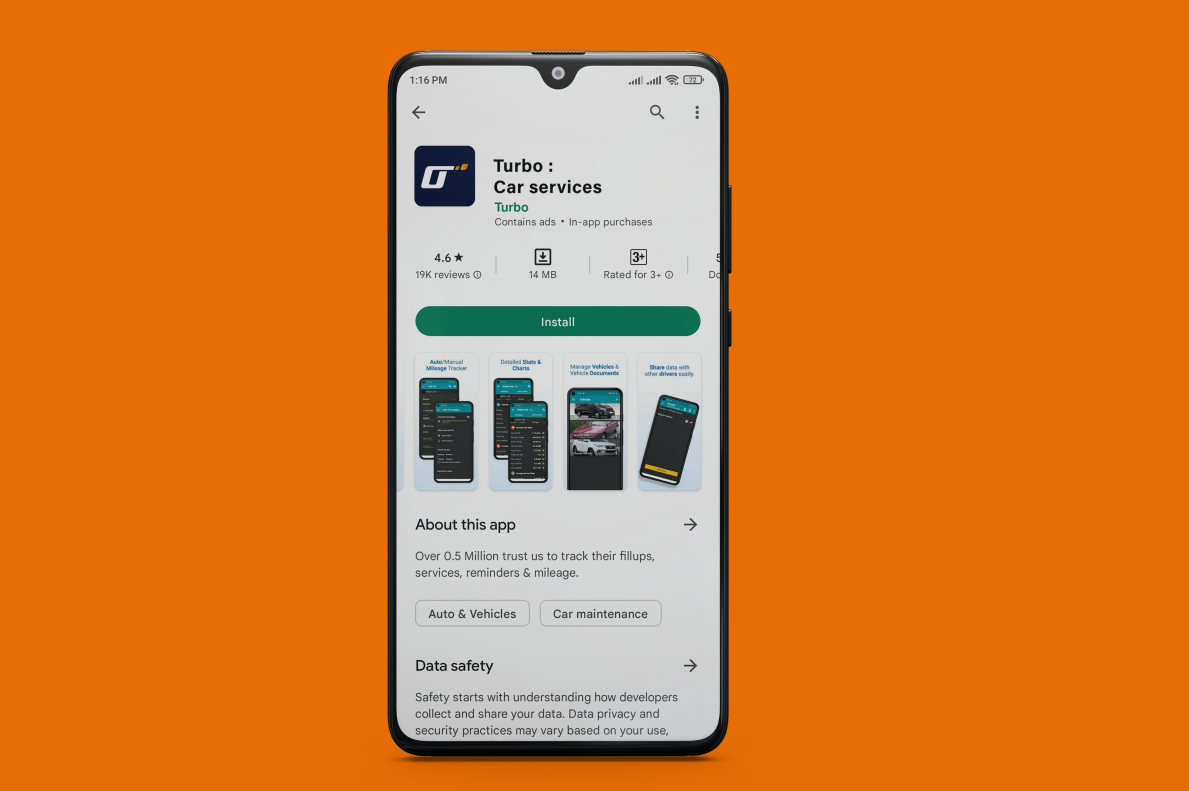 1:16 PM
72
Turbo :
Car services
Turbo
Contains ads • In-app purchases
4.6 ★
3+
5
19K reviews
14 MB
Rated for 3+
Do
Install
Auto/Manual
Mileage Tracker
Detailed Stats &
Charts
Manage Vehicles &
Vehicle Documents
Share data with
other drivers easily.
About this app
Over 0.5 Million trust us to track their fillups,
services, reminders & mileage.
Auto & Vehicles
Car maintenance
Data safety
Safety starts with understanding how developers
collect and share your data. Data privacy and
security practices may vary based on your use,